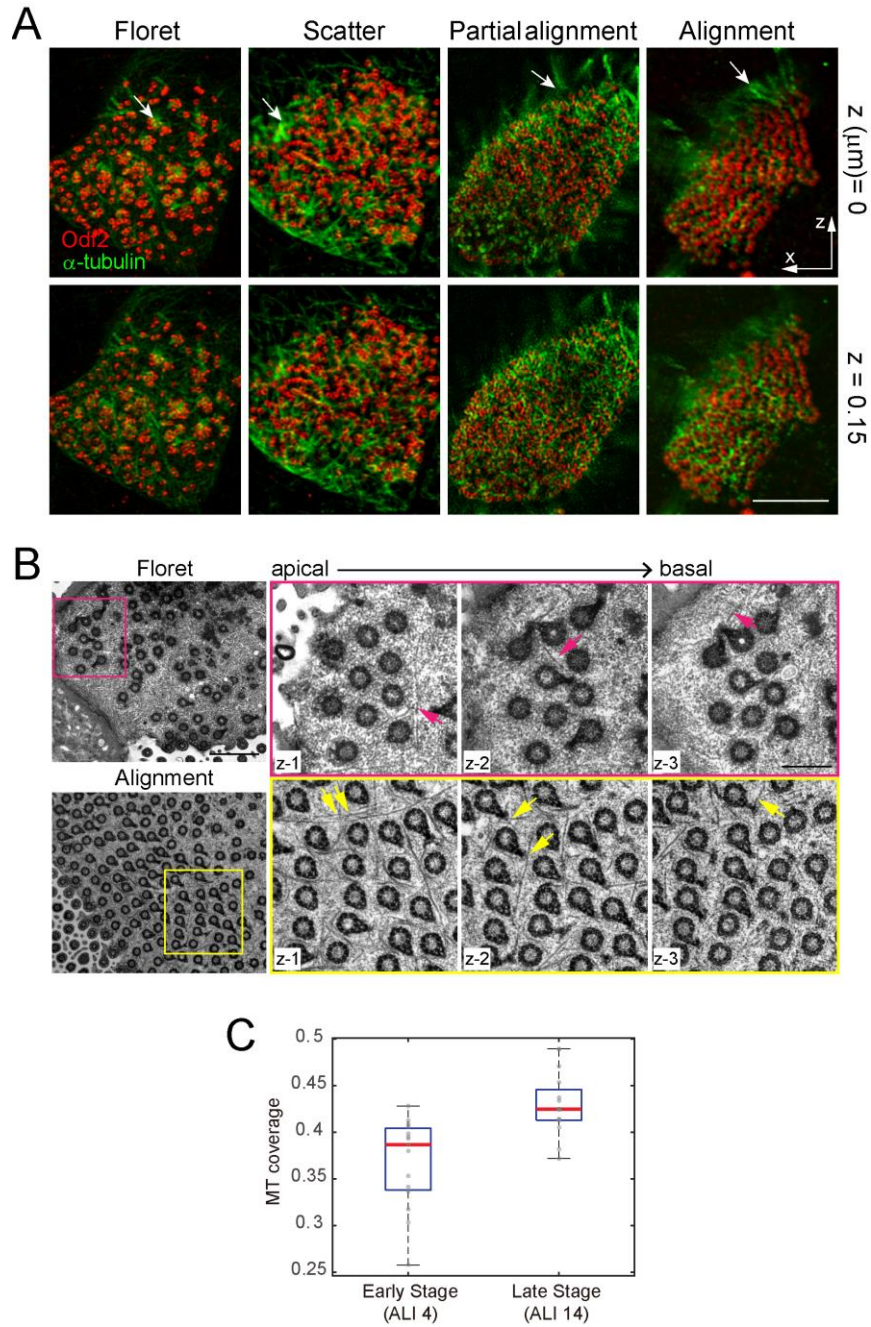 A
Floret Scatter Partial alignment Alignment
Odf2
α-tubulin
z (μm)= 0
z
x
z = 0.15
B
Floret
apical basal
z-1 z-2 z-3
Alignment
z-1 z-2 z-3
C
0.5
0.45
0.4
0.35
0.3
0.25
MT coverage
Early Stage Late Stage
(ALI 4) (ALI 14)